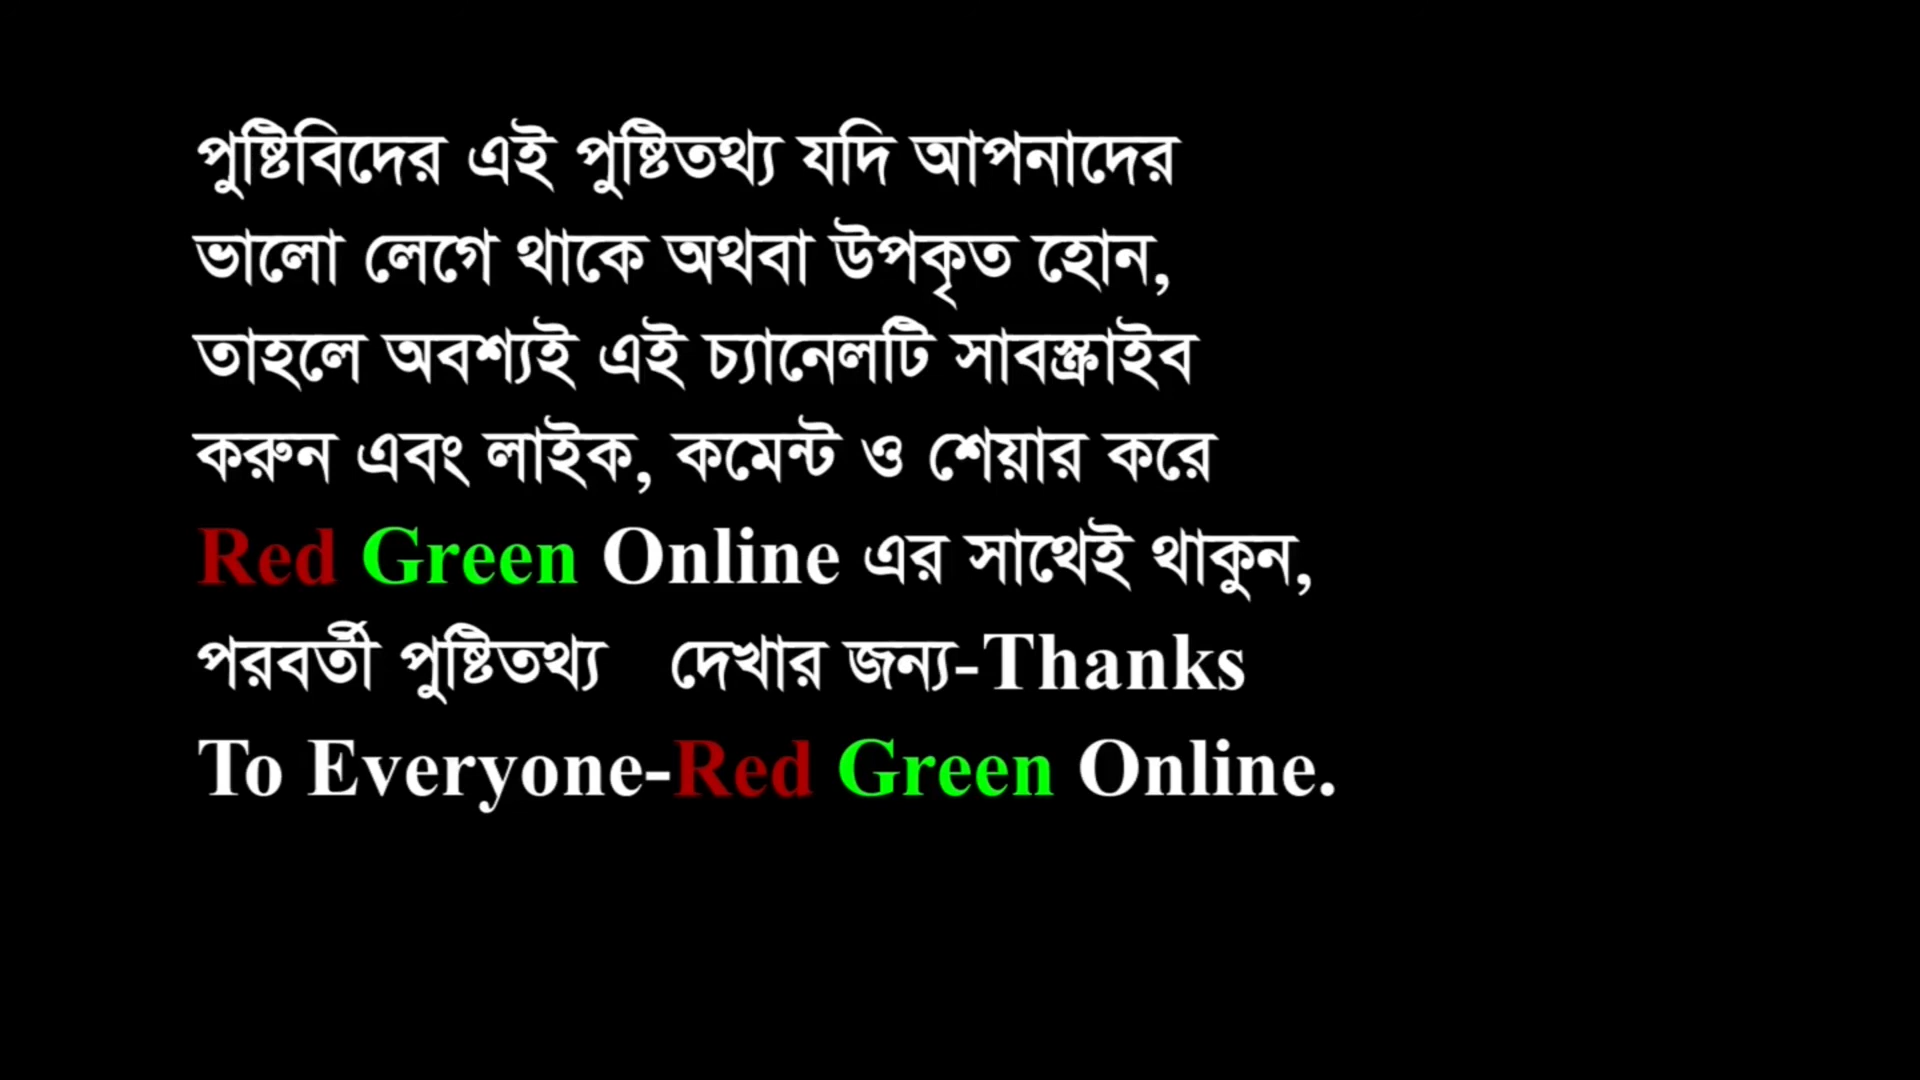 পুষ্টিবিদের এই পুষ্টিতথ্য যদি আপনাদের
ভালো লেগে থাকে অথবা উপকৃত হোন,
তাহলে অবশ্যই এই চ্যানেলটি সাবস্ক্রাইব
করুন এবং লাইক, কমেন্ট ও শেয়ার করে
Red Green Online এর সাথেই থাকুন,
পরবর্তী পুষ্টিতথ্য দেখার জন্য-Thanks
To Everyone-Red Green Online.